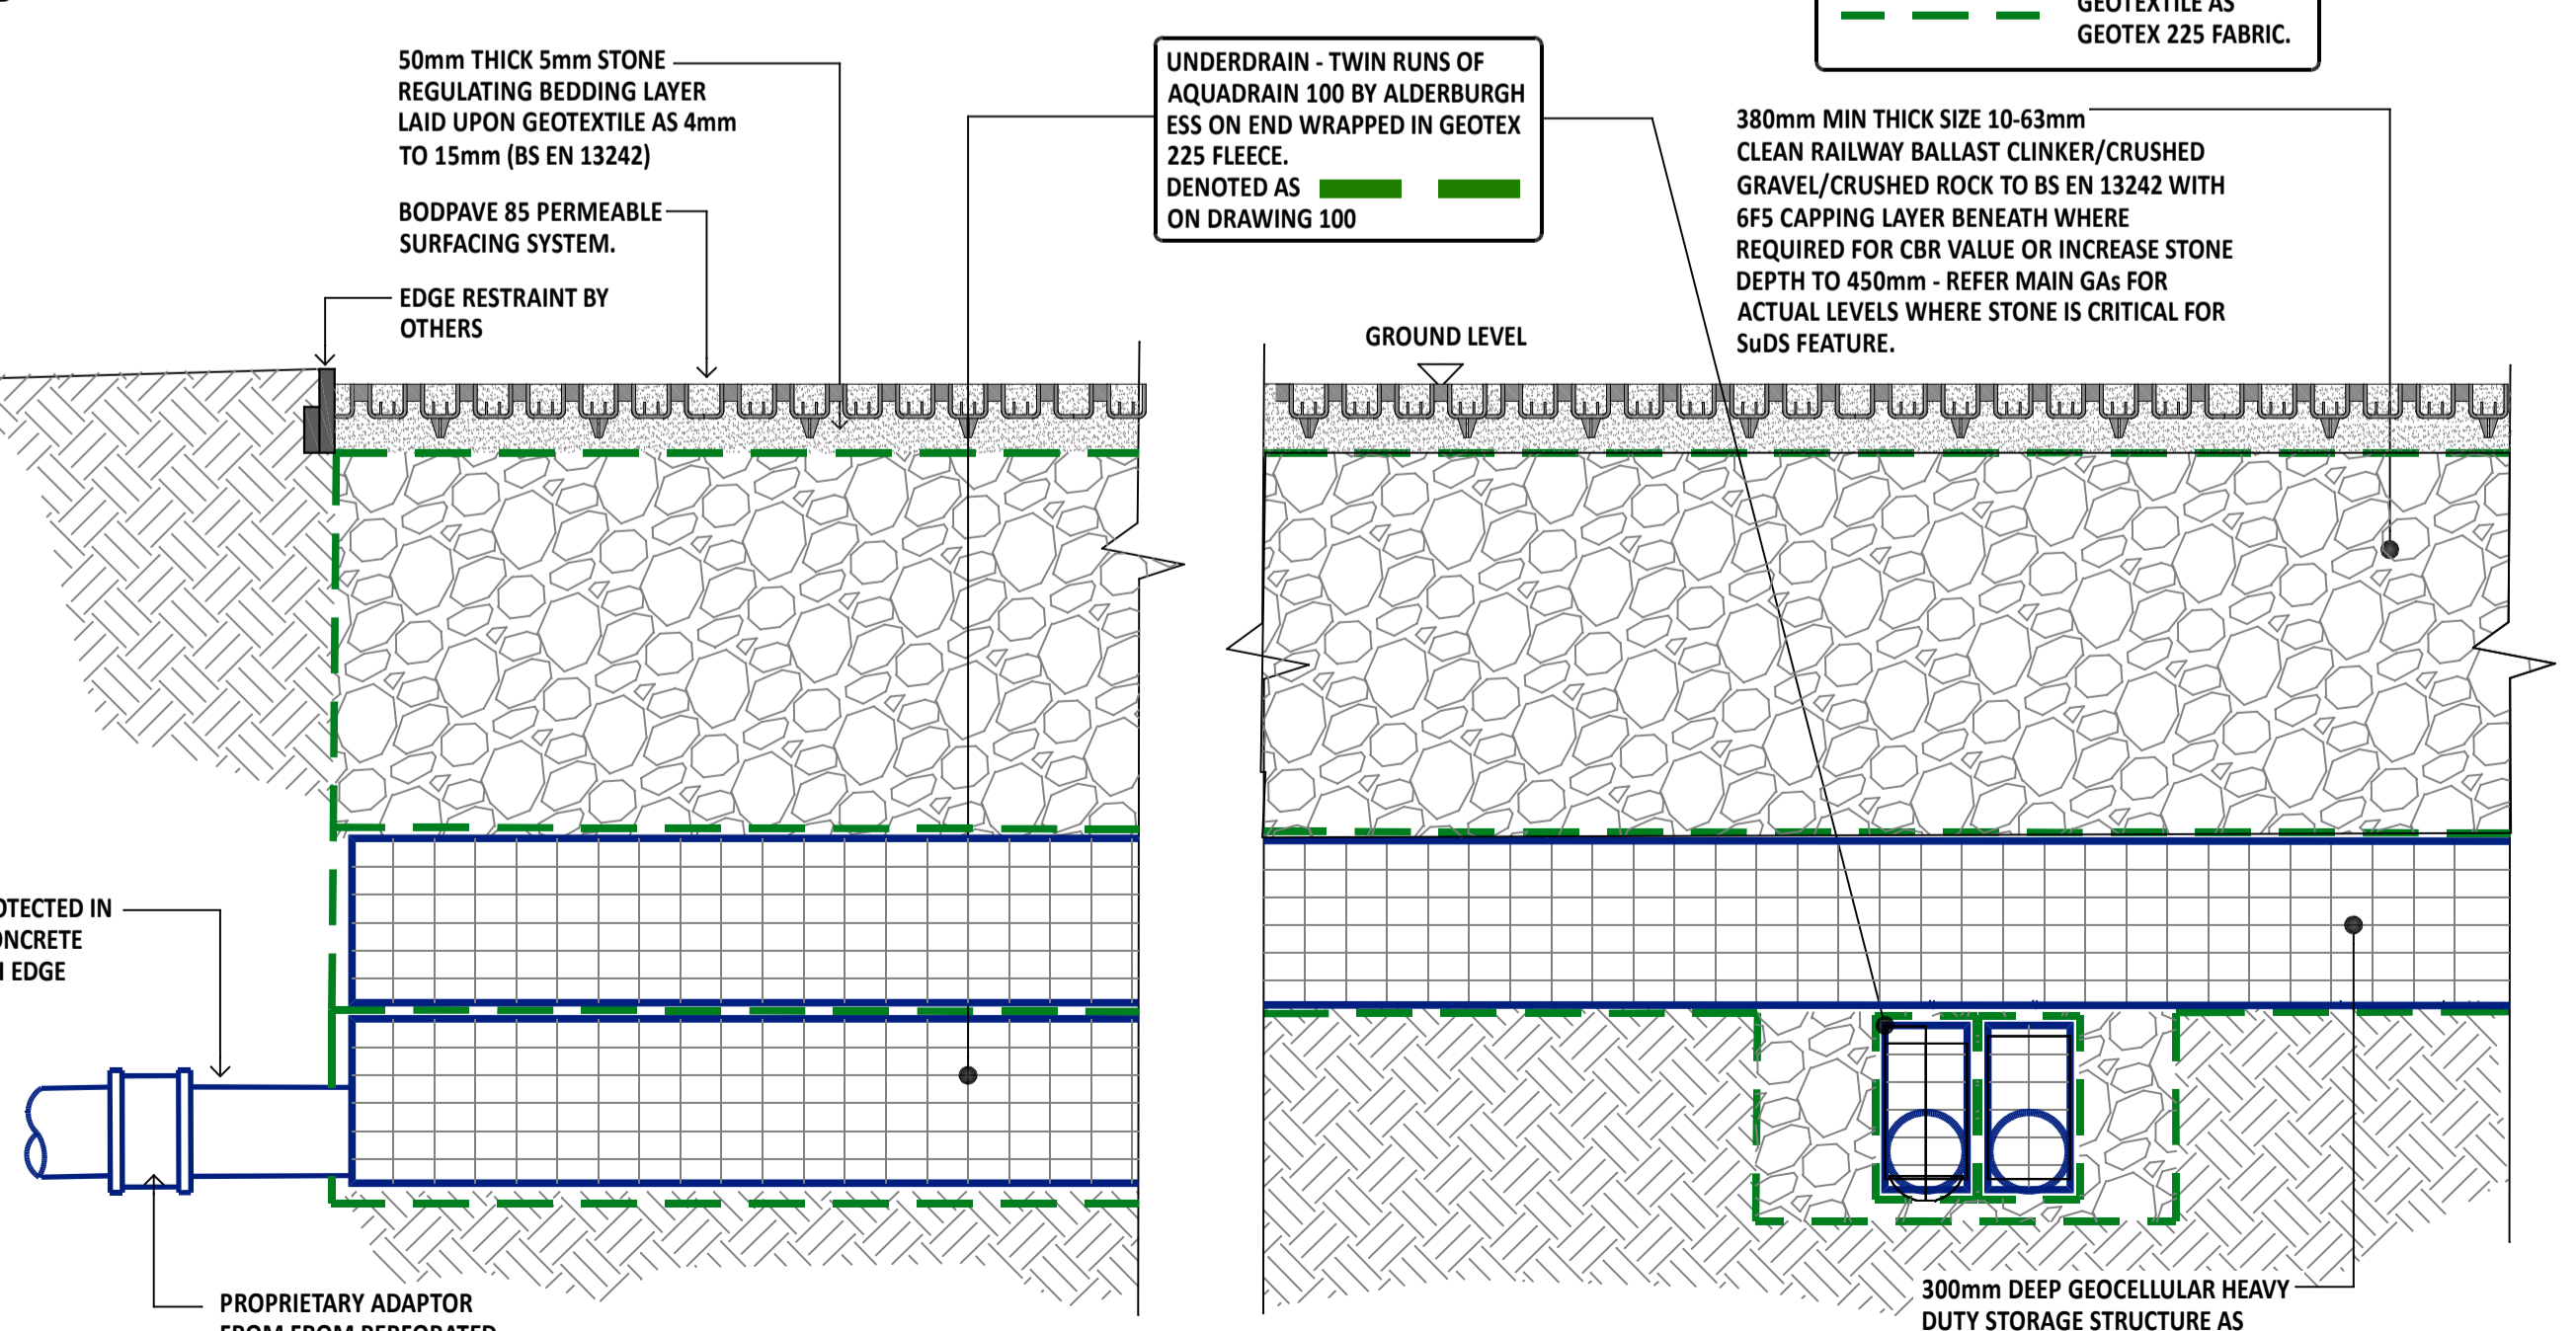 GEOTEXTILE AS
GEOTEX 225 FABRIC.
50mm THICK 5mm STONE
REGULATING BEDDING LAYER
LAID UPON GEOTEXTILE AS 4mm
TO 15mm (BS EN 13242)
BODPAVE 85 PERMEABLE
SURFACING SYSTEM.
EDGE RESTRAINT BY
OTHERS
UNDERDRAIN - TWIN RUNS OF
AQUADRAIN 100 BY ALDERBURGH
ESS ON END WRAPPED IN GEOTEX
225 FLEECE.
DENOTED AS
ON DRAWING 100
380mm MIN THICK SIZE 10-63mm
CLEAN RAILWAY BALLAST CLINKER/CRUSHED
GRAVEL/CRUSHED ROCK TO BS EN 13242 WITH
6F5 CAPPING LAYER BENEATH WHERE
REQUIRED FOR CBR VALUE OR INCREASE STONE
DEPTH TO 450mm - REFER MAIN GAs FOR
ACTUAL LEVELS WHERE STONE IS CRITICAL FOR
SuDS FEATURE.
GROUND LEVEL
OTECTED IN
ONCRETE
EDGE
PROPRIETARY ADAPTOR
FROM FROM PERFORATED
300mm DEEP GEOCELLULAR HEAVY
DUTY STORAGE STRUCTURE AS